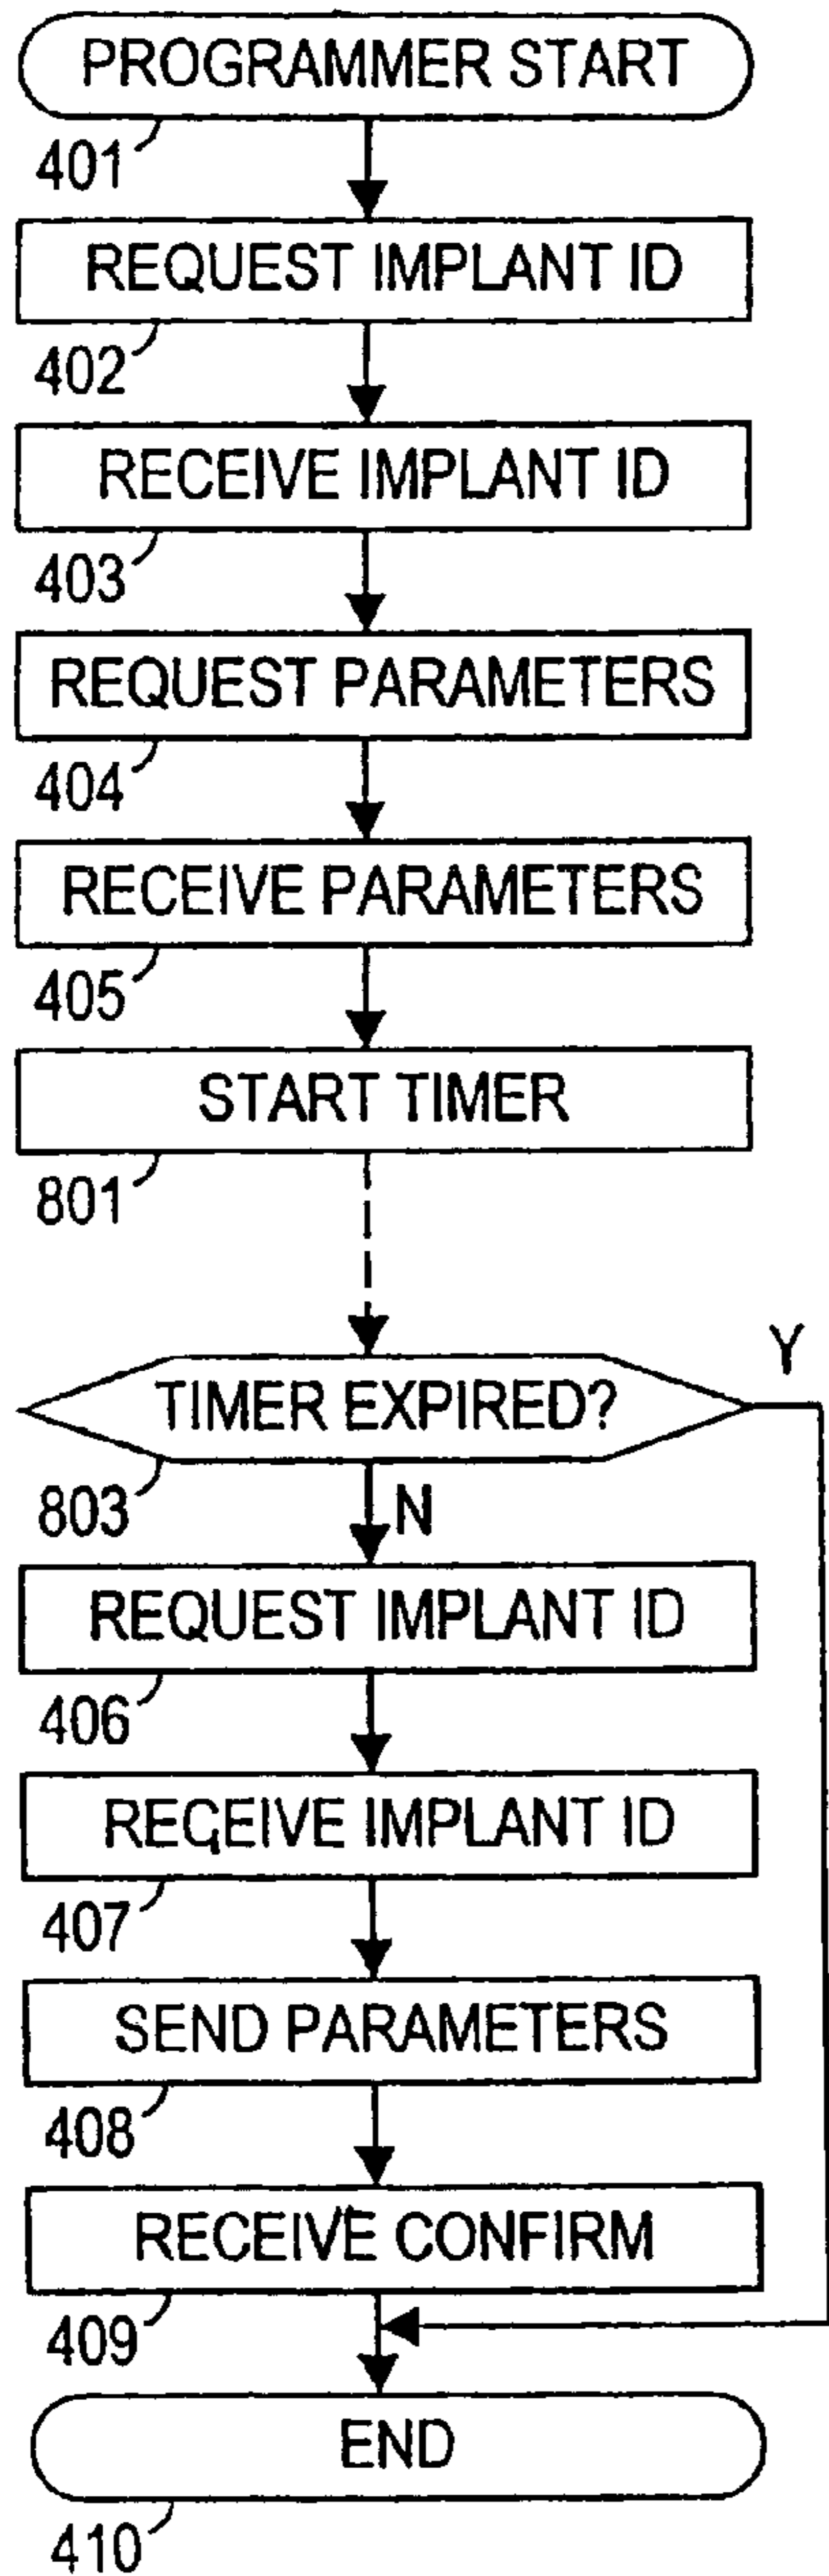 PROGRAMMER START
401
REQUEST IMPLANT ID
402
RECEIVE IMPLANT ID
403
REQUEST PARAMETERS
404
RECEIVE PARAMETERS
405
START TIMER
801
Y
TIMER EXPIRED?
803
N
REQUEST IMPLANT ID
406
RECEIVE IMPLANT ID
407
SEND PARAMETERS
408
RECEIVE CONFIRM
409
END
410